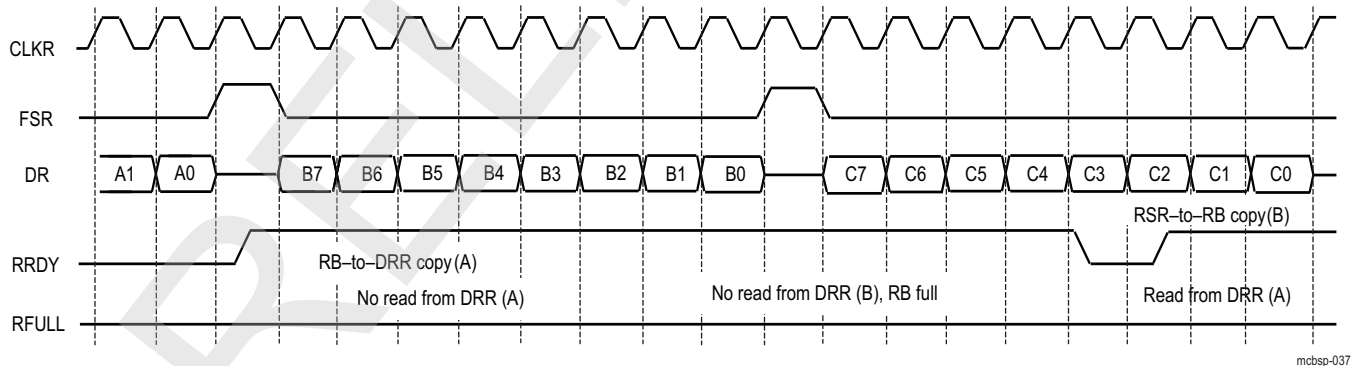 CLKR
FSR
DR A1 A0 B7 B6 B5 B4 B3 B2 B1 B0 C7 C6 C5 C4 C3 C2 C1 C0
RSR–to–RB copy(B)
RRDY RB–to–DRR copy(A)
No read from DRR (A) No read from DRR (B), RB full Read from DRR (A)
RFULL
mcbsp-037